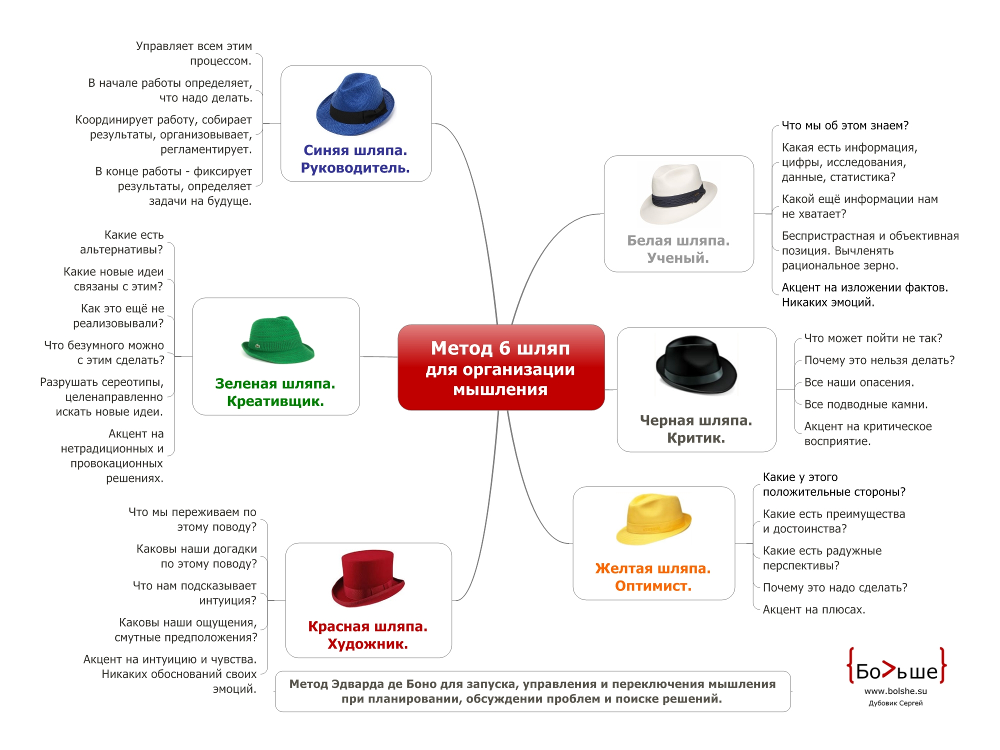 Управляет всем этим
процессом.
В начале работы определяет,
что надо делать.
Координирует работу, собирает
результаты, организовывает,
регламентирует.
В конце работы - фиксирует
результаты, определяет
задачи на будуще.
Синяя шляпа.
Руководитель.
Что мы об этом знаем?
Какая есть информация,
цифры, исследования,
данные, статистика?
Какой ещё информации нам
не хватает?
Беспристрастная и объективная
позиция. Вычленять
рациональное зерно.
Акцент на изложении фактов.
Никаких эмоций.
Белая шляпа.
Ученый.
Какие есть
альтернативы?
Какие новые идеи
связаны с этим?
Как это ещё не
реализовывали?
Что безумного можно
с этим сделать?
Разрушать сереотипы,
целенаправленно
искать новые идеи.
Акцент на
нетрадиционных и
провокационных
решениях.
Зеленая шляпа.
Креативщик.
Метод 6 шляп
для организации
мышления
Черная шляпа.
Критик.
Что может пойти не так?
Почему это нельзя делать?
Все наши опасения.
Все подводные камни.
Акцент на критическое
восприятие.
Что мы переживаем по
этому поводу?
Каковы наши догадки
по этому поводу?
Что нам подсказывает
интуиция?
Каковы наши ощущения,
смутные предположения?
Акцент на интуицию и чувства.
Никаких обоснований своих
эмоций.
Красная шляпа.
Художник.
Желтая шляпа.
Оптимист.
Какие у этого
положительные стороны?
Какие есть преимущества
и достоинства?
Какие есть радужные
перспективы?
Почему это надо сделать?
Акцент на плюсах.
Метод Эдварда де Боно для запуска, управления и переключения мышления
при планировании, обсуждении проблем и поиске решений.
{Бо>ьше}
www.bolshe.su
Дубовик Сергей